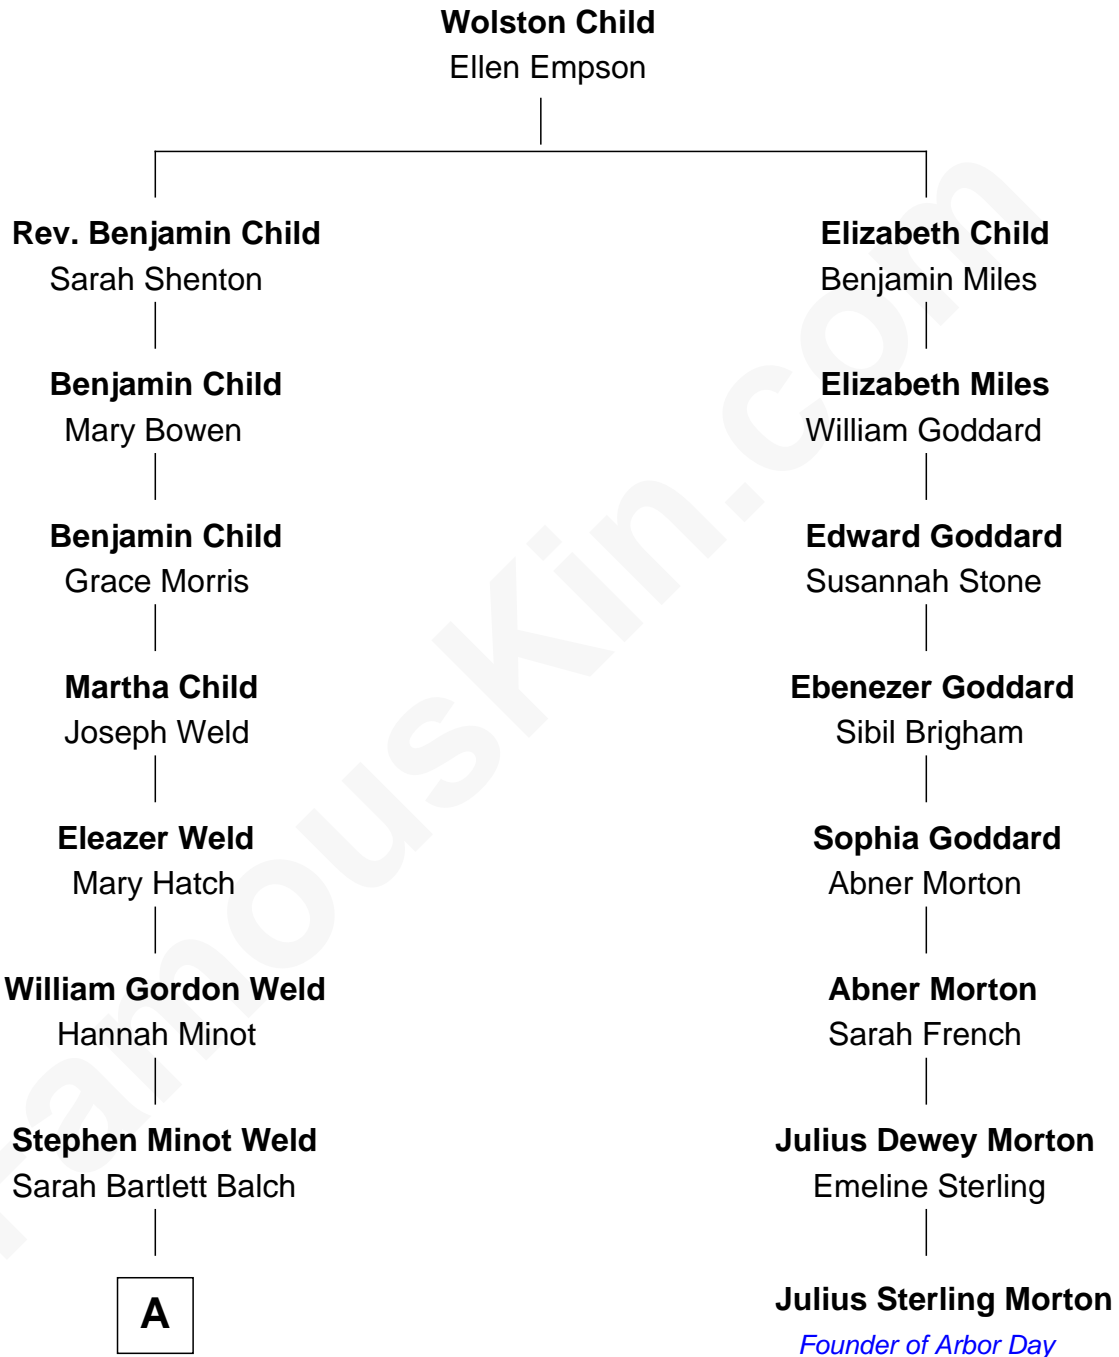 Wolston Child
Ellen Empson
Rev. Benjamin Child
Sarah Shenton
Elizabeth Child
Benjamin Miles
Benjamin Child
Mary Bowen
Elizabeth Miles
William Goddard
Benjamin Child
Grace Morris
Edward Goddard
Susannah Stone
Martha Child
Joseph Weld
Ebenezer Goddard
Sibil Brigham
Eleazer Weld
Mary Hatch
Sophia Goddard
Abner Morton
William Gordon Weld
Hannah Minot
Abner Morton
Sarah French
Stephen Minot Weld
Sarah Bartlett Balch
Julius Dewey Morton
Emeline Sterling
A
Julius Sterling Morton
Founder of Arbor Day
FamousKin.com